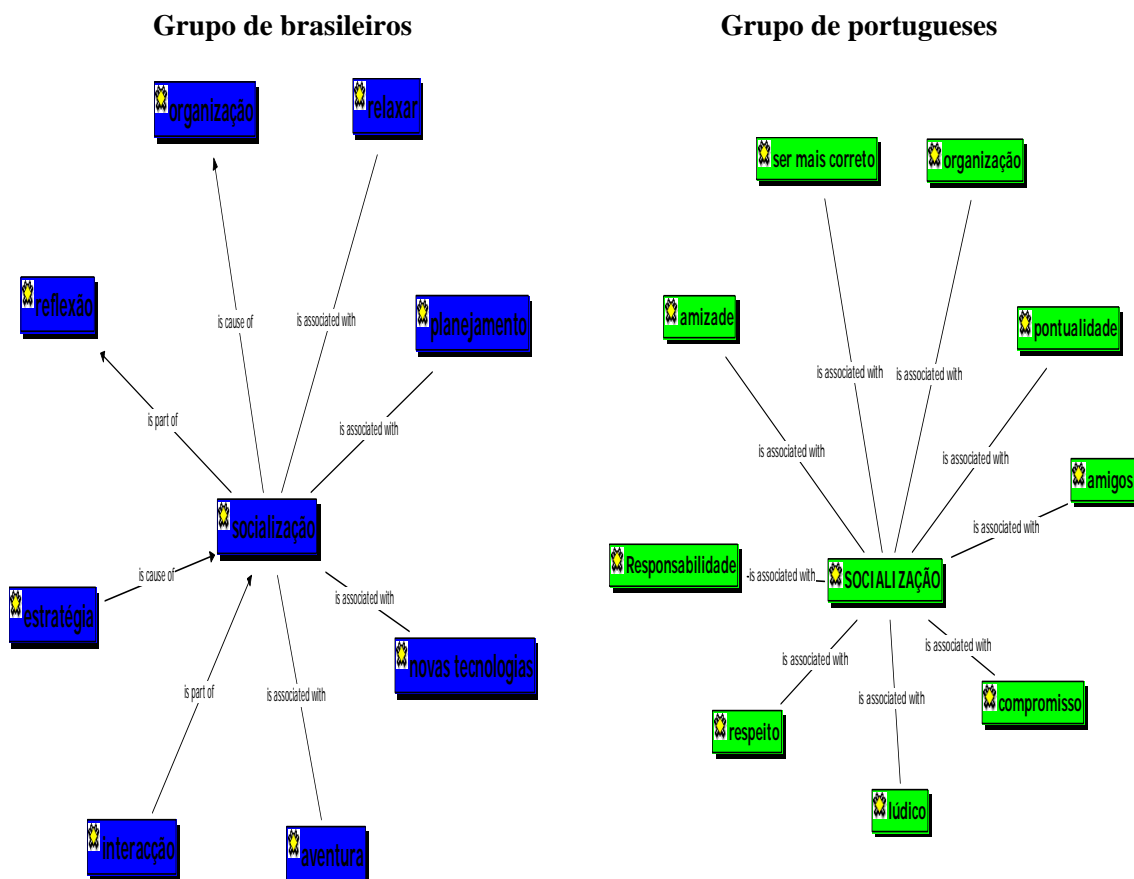 Grupo de brasileiros
organização
relaxar
is cause of
is associated with
reflexão
planejamento
is part of
is associated with
socialização
estratégia
is cause of
is associated with
novas tecnologias
is part of
is associated with
interacção
aventura
Grupo de portugueses
ser mais correto
organização
amizade
pontualidade
is associated with
is associated with
is associated with
is associated with
amigos
is associated with
Responsabilidade
-is associated with
SOCIALIZAÇÃO
is associated with
is associated with
is associated with
respeito
compromisso
lúdico